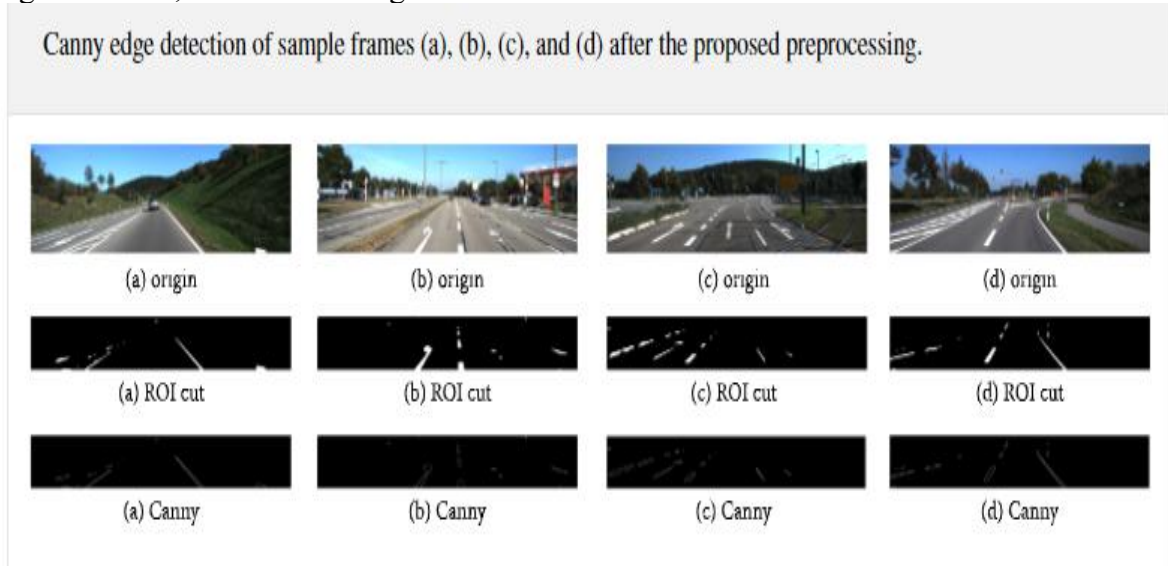 Canny edge detection of sample frames (a), (b), (c), and (d) after the proposed preprocessing.
(a) origin (b) origin (c) origin (d) origin
(a) ROI cut (b) ROI cut (c) ROI cut (d) ROI cut
(a) Canny (b) Canny (c) Canny (d) Canny